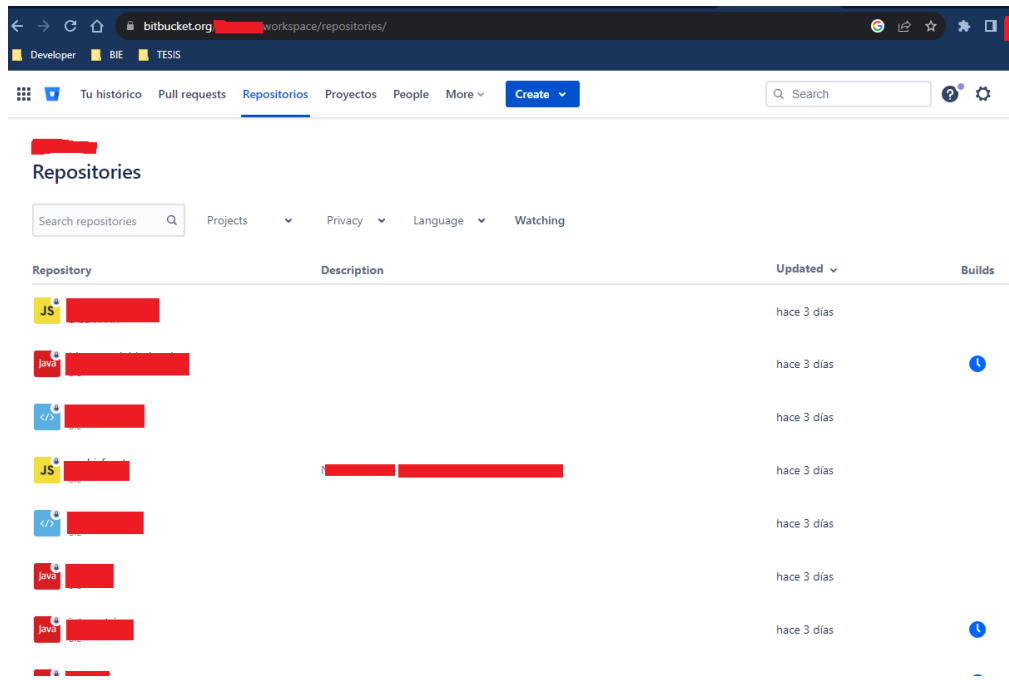 bitbucket.org/ workspace/repositories/
Developer BIE TESIS
Tu histórico Pull requests Repositorios Proyectos People More Create Search
Repositories
Search repositories Projects Privacy Language Watching
Repository Description Updated Builds
JS hace 3 días
Java hace 3 días
</> hace 3 días
JS hace 3 días
</> hace 3 días
Java hace 3 días
Java hace 3 días